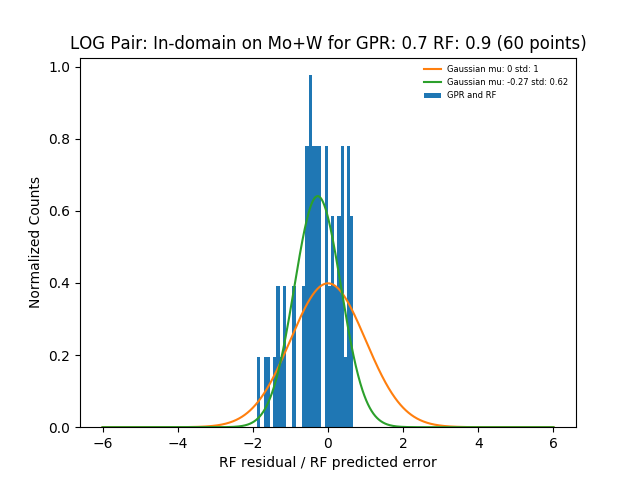 LOG Pair: In-domain on Mo+W for GPR: 0.7 RF: 0.9 (60 points)
Gaussian mu: 0 std: 1
Gaussian mu: -0.27 std: 0.62
GPR and RF
Normalized Counts
1.0
0.8
0.6
0.4
0.2
0.0
−6 −4 −2 0 2 4 6
RF residual / RF predicted error